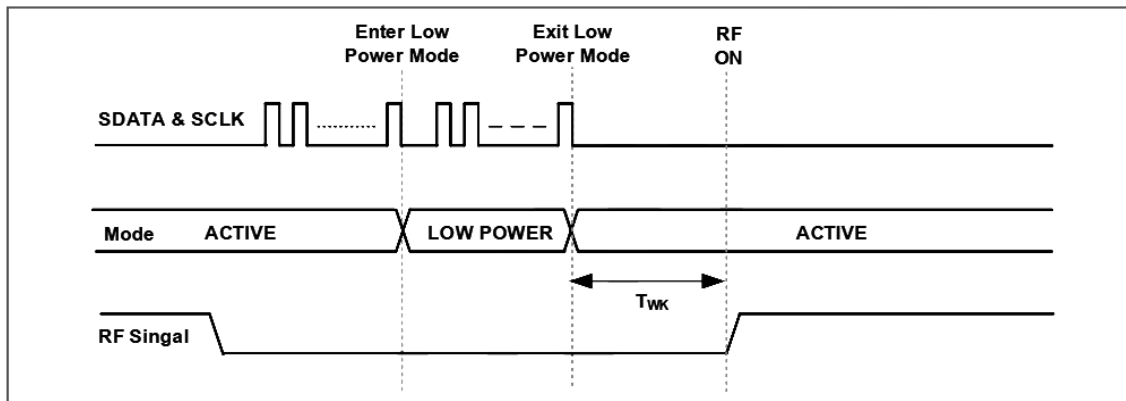 Enter Low
Power Mode
Exit Low
Power Mode
RF
ON
SDATA & SCLK
Mode
ACTIVE
LOW POWER
ACTIVE
TWK
RF Singal